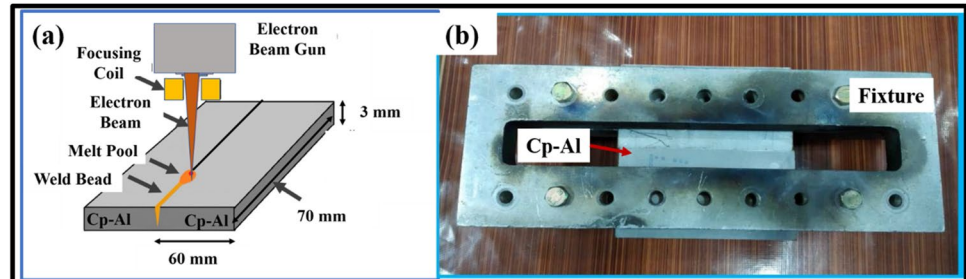 (a)
Electron
Beam Gun
Focusing
Coil
Electron
Beam
Melt Pool
Weld Bead
3 mm
Cp-Al
Cp-Al
70 mm
60 mm
(b)
Fixture
Cp-Al